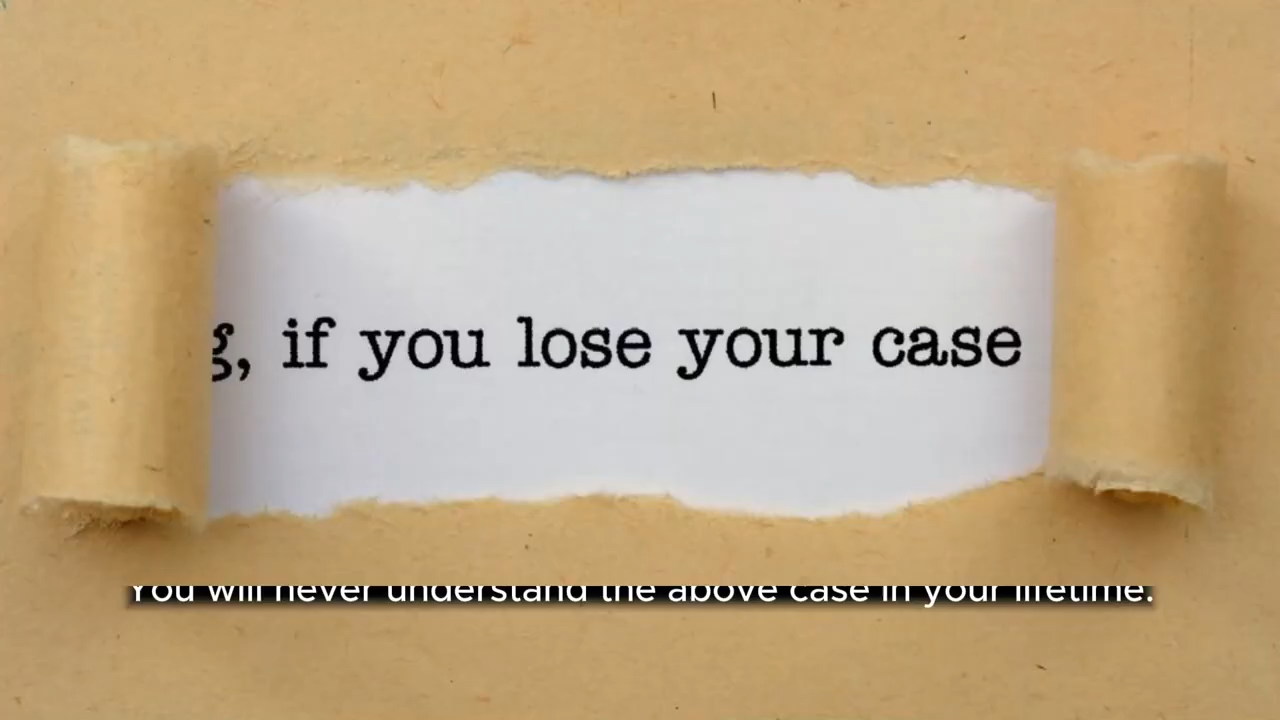 g, if you lose your case
You will never understand the above case in your lifetime.